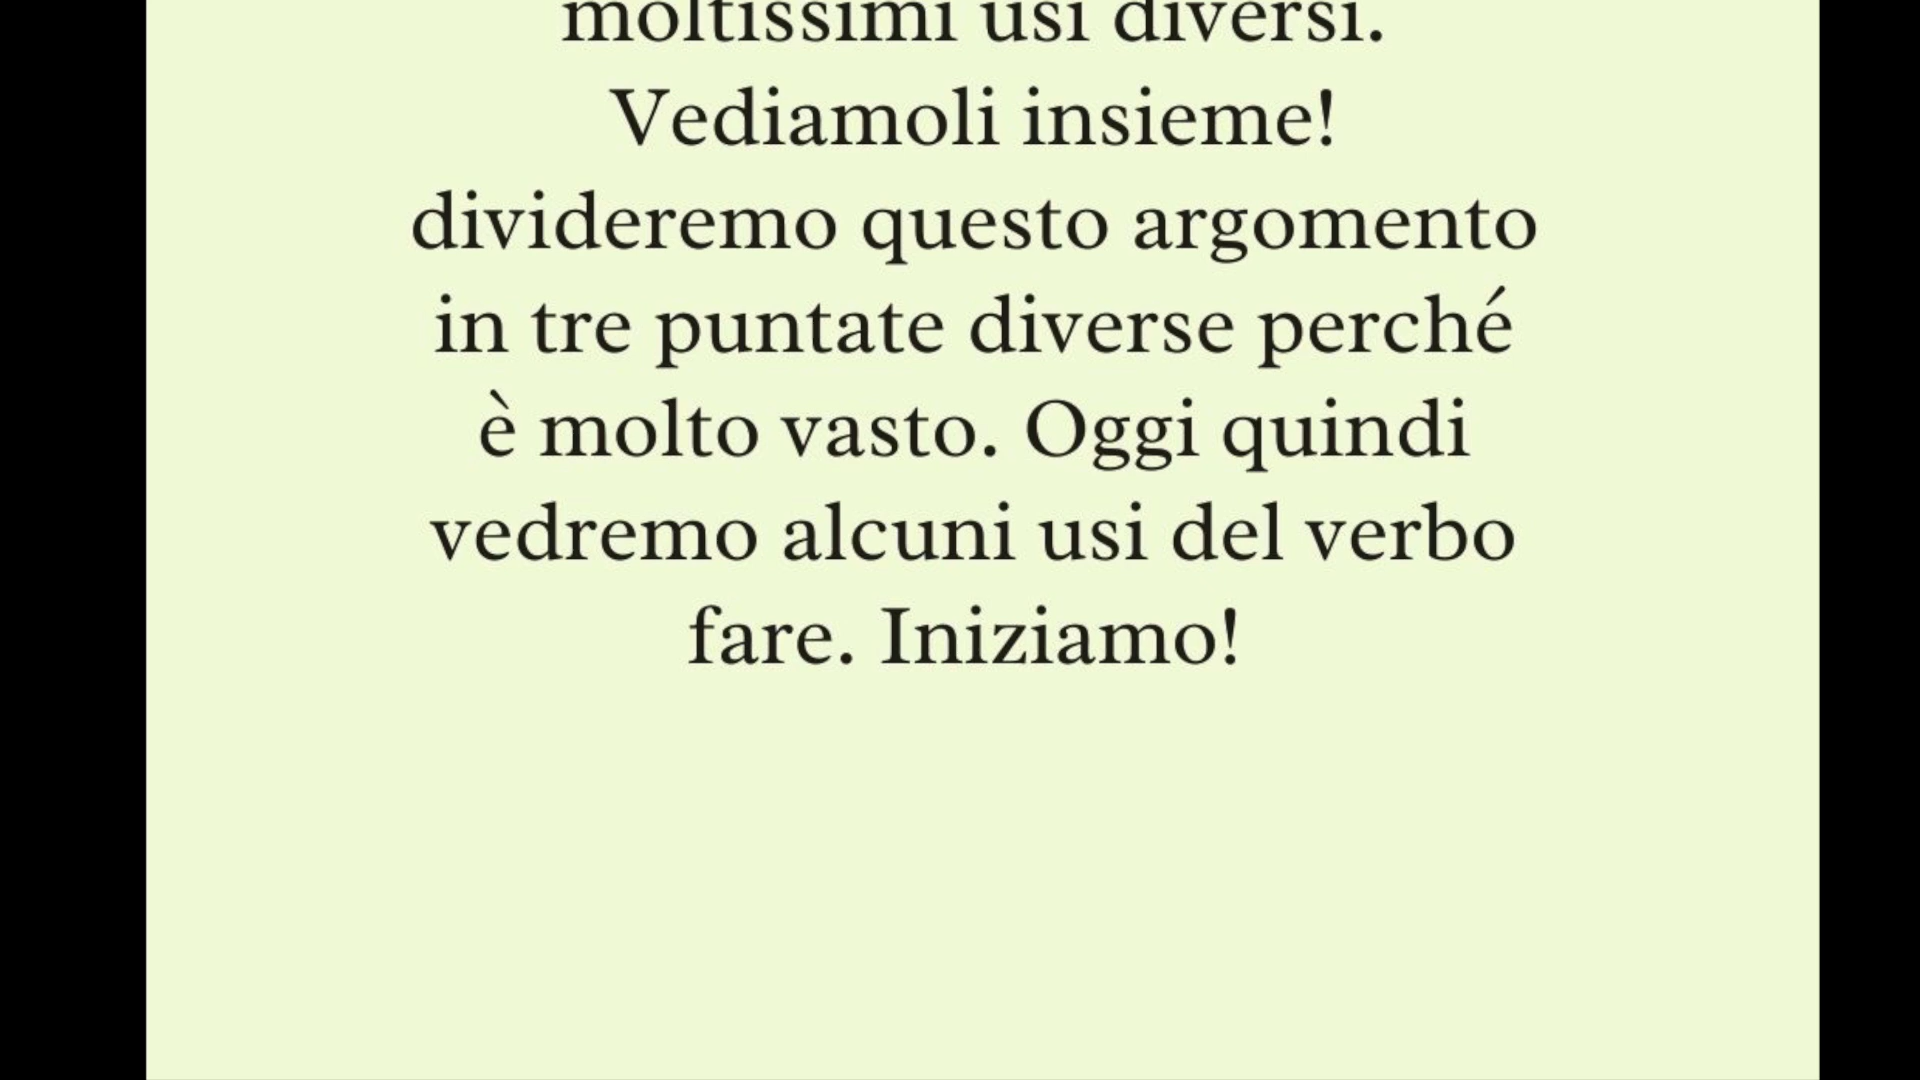 moltissimi usi diversi.
Vediamoli insieme!
divideremo questo argomento
in tre puntate diverse perché
è molto vasto. Oggi quindi
vedremo alcuni usi del verbo
fare. Iniziamo!